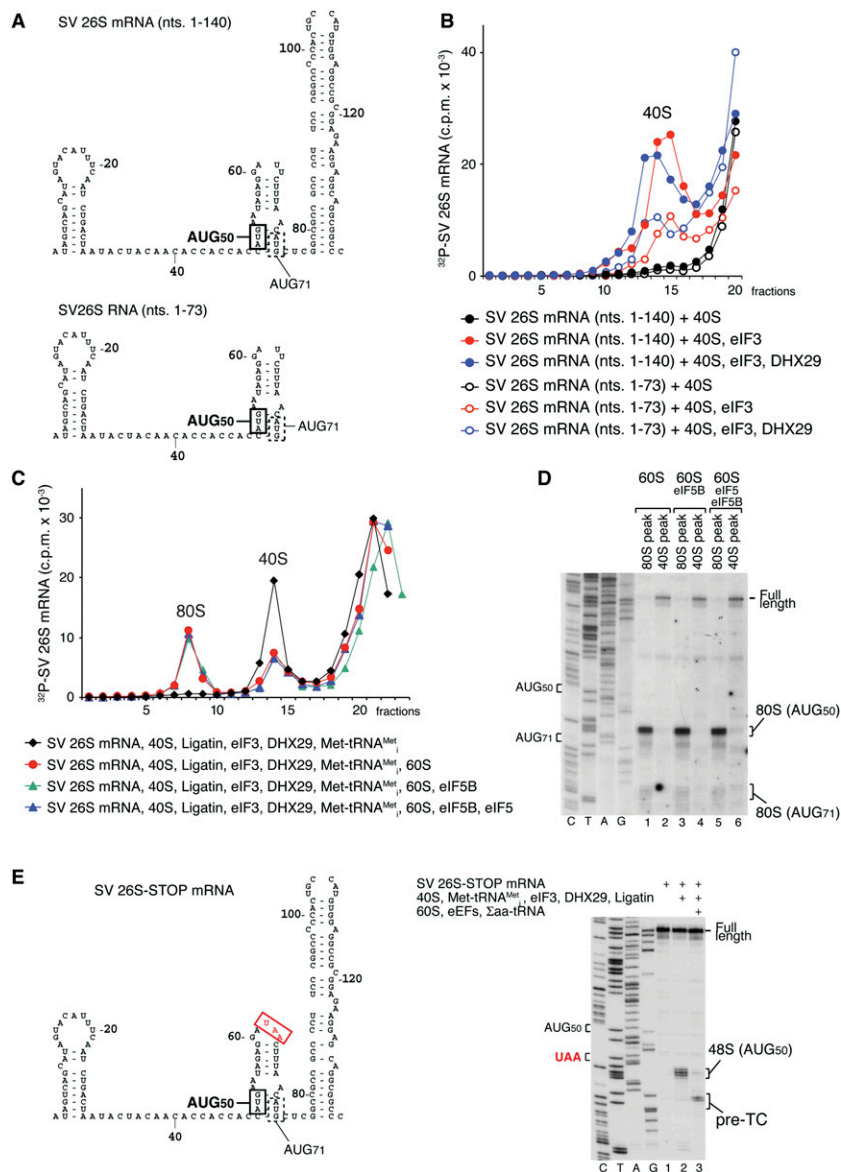 A
SV 26S mRNA (nts. 1-140)
100
120
20
60
80
AUG50
40
AUG71
SV26S RNA (nts. 1-73)
20
60
AUG50
AUG71
40
B
³²P-SV 26S mRNA (c.p.m. x 10⁻³)
40
20
0
40S
5 10 15 20 fractions
SV 26S mRNA (nts. 1-140) + 40S
SV 26S mRNA (nts. 1-140) + 40S, eIF3
SV 26S mRNA (nts. 1-140) + 40S, eIF3, DHX29
SV 26S mRNA (nts. 1-73) + 40S
SV 26S mRNA (nts. 1-73) + 40S, eIF3
SV 26S mRNA (nts. 1-73) + 40S, eIF3, DHX29
C
³²P-SV 26S mRNA (c.p.m. x 10⁻³)
30
20
10
0
80S
40S
5 10 15 20 fractions
SV 26S mRNA, 40S, Ligatin, eIF3, DHX29, Met-tRNA^Met_i
SV 26S mRNA, 40S, Ligatin, eIF3, DHX29, Met-tRNA^Met_i, 60S
SV 26S mRNA, 40S, Ligatin, eIF3, DHX29, Met-tRNA^Met_i, 60S, eIF5B
SV 26S mRNA, 40S, Ligatin, eIF3, DHX29, Met-tRNA^Met_i, 60S, eIF5B, eIF5
D
60S
60S eIF5B
60S eIF5 eIF5B
80S peak
40S peak
80S peak
40S peak
80S peak
40S peak
Full length
AUG50
AUG71
80S (AUG50)
80S (AUG71)
C T A G 1 2 3 4 5 6
E
SV 26S-STOP mRNA
100
120
20
60
UAA
80
AUG50
40
AUG71
SV 26S-STOP mRNA + + +
40S, Met-tRNA^Met_i, eIF3, DHX29, Ligatin + +
60S, eEFs, Σaa-tRNA +
Full length
AUG50
UAA
48S (AUG50)
pre-TC
C T A G 1 2 3